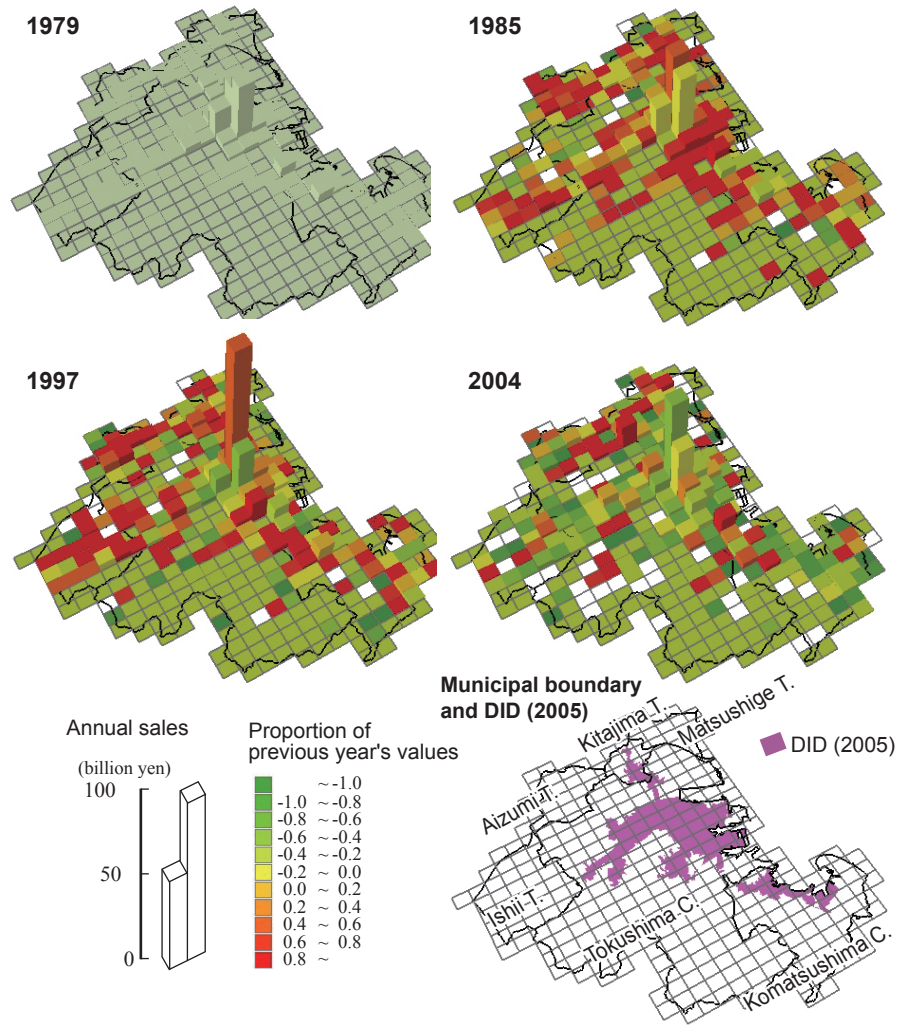 1979
1985
1997
2004
Annual sales
(billion yen)
100
50
0
Proportion of
previous year's values
~ -1.0
-1.0 ~ -0.8
-0.8 ~ -0.6
-0.6 ~ -0.4
-0.4 ~ -0.2
-0.2 ~ 0.0
0.0 ~ 0.2
0.2 ~ 0.4
0.4 ~ 0.6
0.6 ~ 0.8
0.8 ~
Municipal boundary
and DID (2005)
Kitajima T.
Matsushige T.
DID (2005)
Aizumi T.
Ishii T.
Tokushima C.
Komatsushima C.